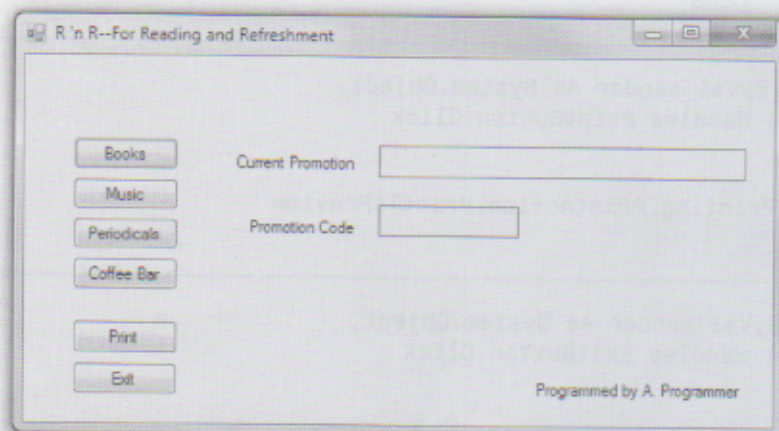 R 'n R--For Reading and Refreshment
Books
Current Promotion
Music
Periodicals
Promotion Code
Coffee Bar
Print
Exit
Programmed by A. Programmer